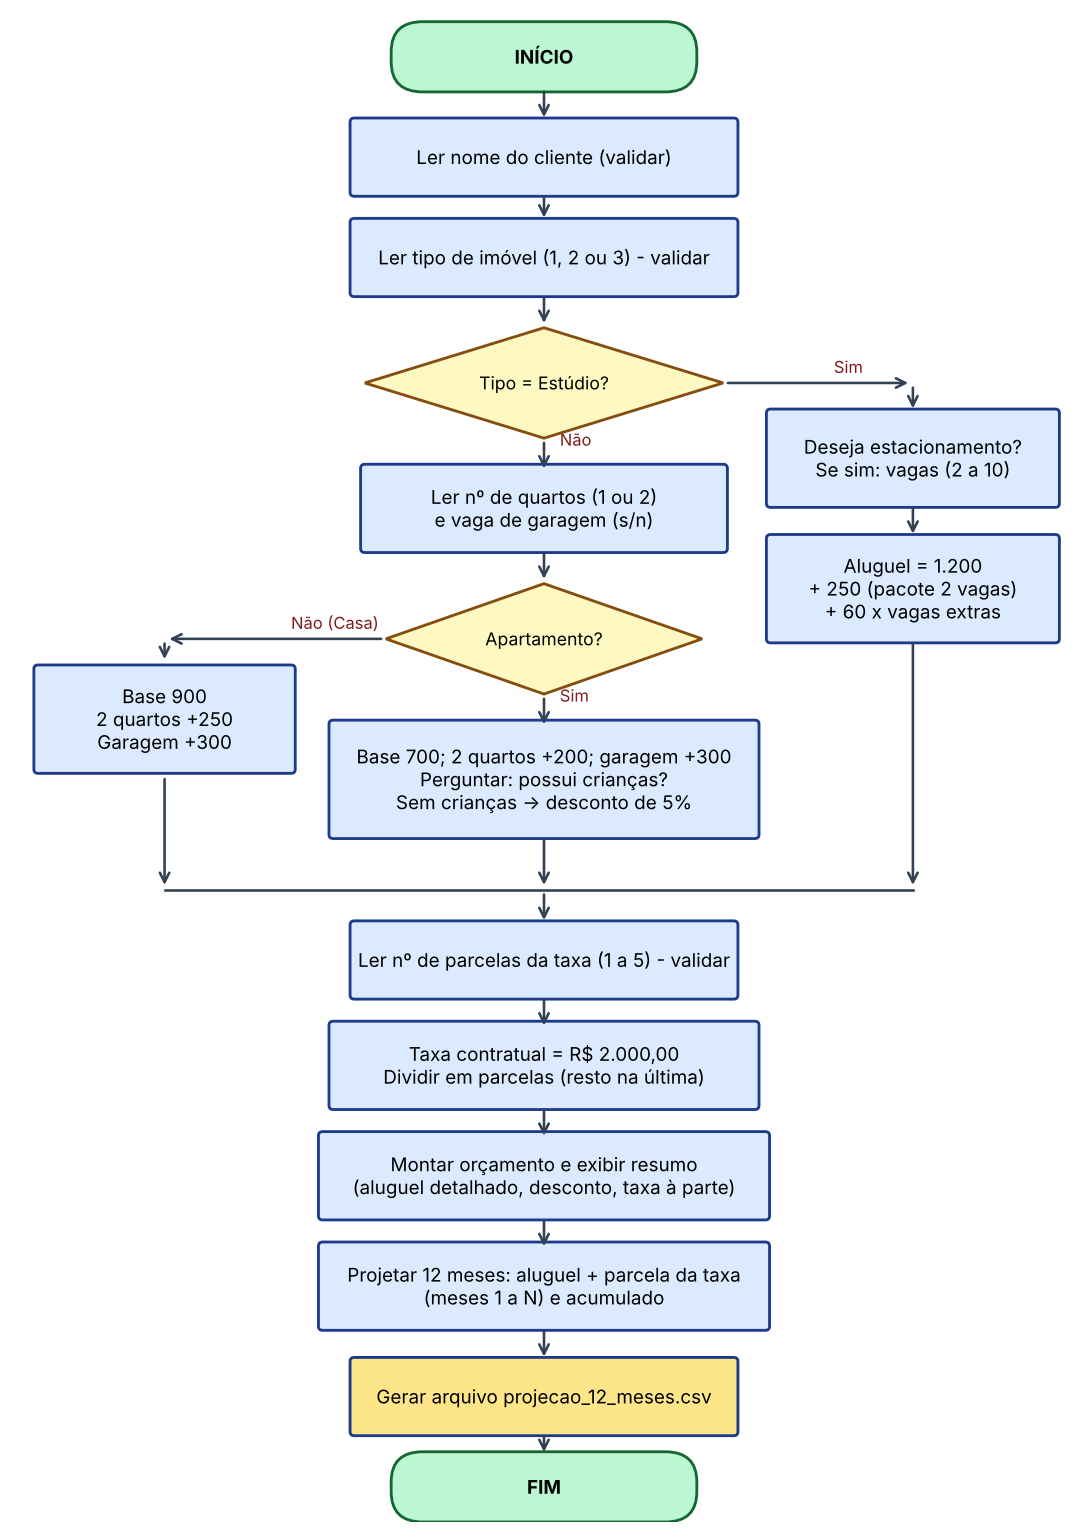 INÍCIO
Ler nome do cliente (validar)
Ler tipo de imóvel (1, 2 ou 3) - validar
Tipo = Estúdio?
Sim
Não
Deseja estacionamento?
Se sim: vagas (2 a 10)
Ler nº de quartos (1 ou 2)
e vaga de garagem (s/n)
Aluguel = 1.200
+ 250 (pacote 2 vagas)
+ 60 x vagas extras
Apartamento?
Não (Casa)
Sim
Base 900
2 quartos +250
Garagem +300
Base 700; 2 quartos +200; garagem +300
Perguntar: possui crianças?
Sem crianças → desconto de 5%
Ler nº de parcelas da taxa (1 a 5) - validar
Taxa contratual = R$ 2.000,00
Dividir em parcelas (resto na última)
Montar orçamento e exibir resumo
(aluguel detalhado, desconto, taxa à parte)
Projetar 12 meses: aluguel + parcela da taxa
(meses 1 a N) e acumulado
Gerar arquivo projecao_12_meses.csv
FIM